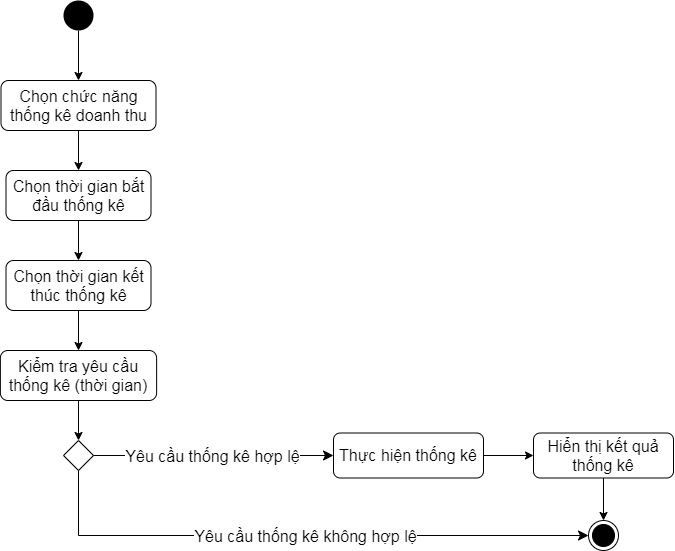 Chọn chức năng
thống kê doanh thu
Chọn thời gian bắt
đầu thống kê
Chọn thời gian kết
thúc thống kê
Kiểm tra yêu cầu
thống kê (thời gian)
Yêu cầu thống kê hợp lệ
Thực hiện thống kê
Hiển thị kết quả
thống kê
Yêu cầu thống kê không hợp lệ